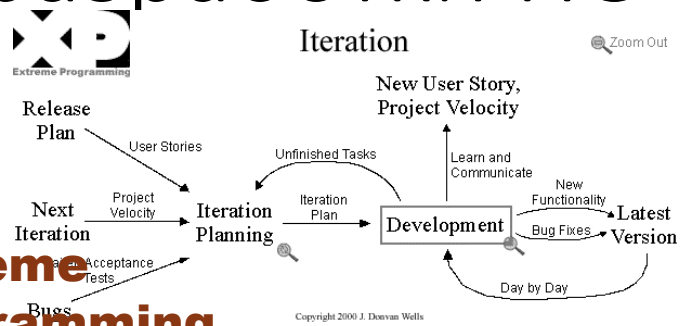 XP
Extreme Programming
Iteration
Zoom Out
New User Story,
Project Velocity
Release
Plan
User Stories
Unfinished Tasks
Learn and
Communicate
Next
Iteration
Project
Velocity
Iteration
Planning
Iteration
Plan
Development
New
Functionality
Bug Fixes
Latest
Version
Acceptance
Tests
Day by Day
Bugs
Copyright 2000 J. Donvan Wells